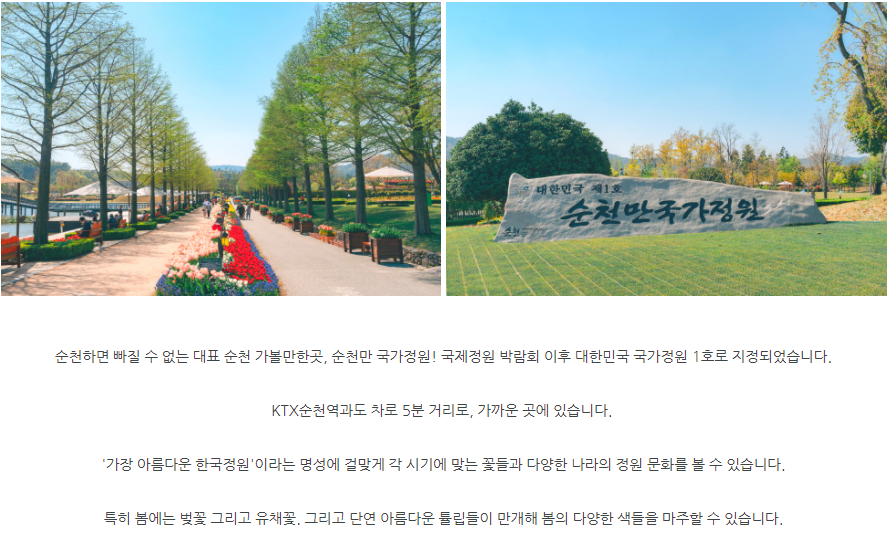 대한민국 제1호
순천만국가정원
순천하면 빠질 수 없는 대표 순천 가볼만한곳, 순천만 국가정원! 국제정원 박람회 이후 대한민국 국가정원 1호로 지정되었습니다.
KTX순천역과도 차로 5분 거리로, 가까운 곳에 있습니다.
'가장 아름다운 한국정원'이라는 명성에 걸맞게 각 시기에 맞는 꽃들과 다양한 나라의 정원 문화를 볼 수 있습니다.
특히 봄에는 벚꽃 그리고 유채꽃. 그리고 단연 아름다운 튤립들이 만개해 봄의 다양한 색들을 마주할 수 있습니다.